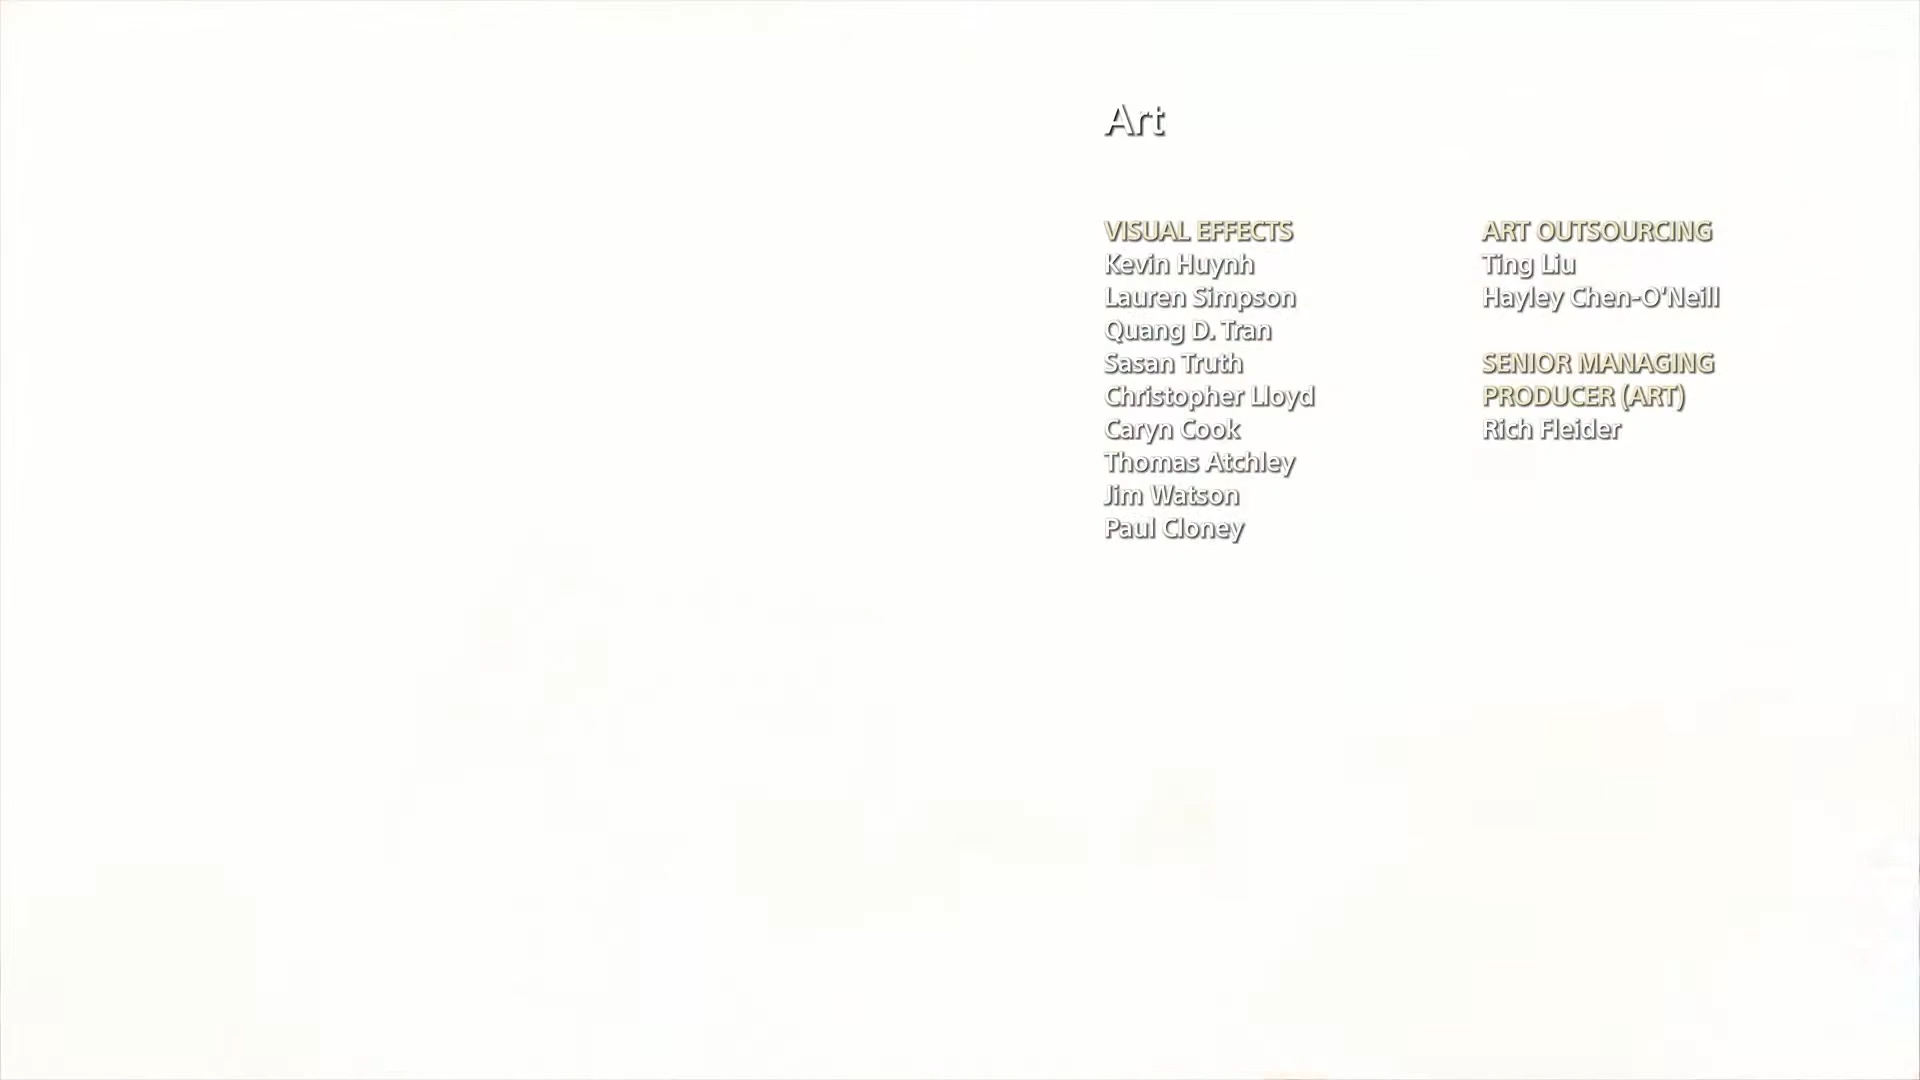 Art
VISUAL EFFECTS
Kevin Huynh
Lauren Simpson
Quang D. Tran
Sasan Truth
Christopher Lloyd
Caryn Cook
Thomas Atchley
Jim Watson
Paul Cloney
ART OUTSOURCING
Ting Liu
Hayley Chen-O'Neill
SENIOR MANAGING
PRODUCER (ART)
Rich Fleider